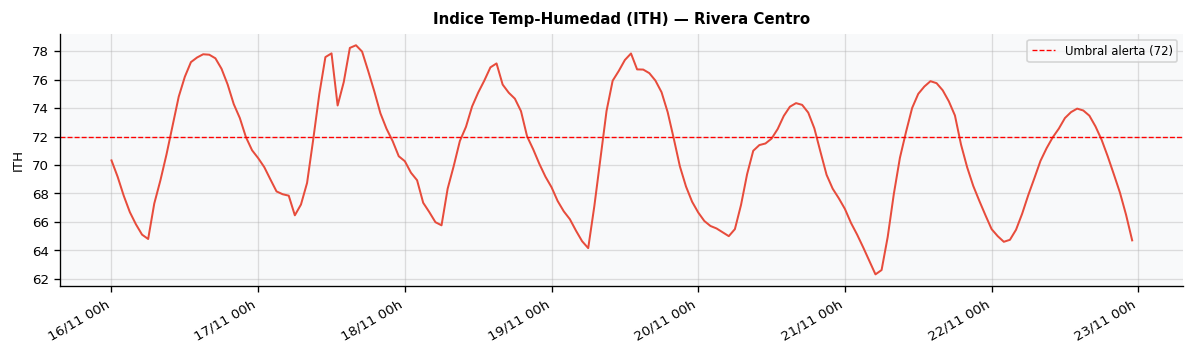 Indice Temp-Humedad (ITH) — Rivera Centro
Umbral alerta (72)
ITH
78
76
74
72
70
68
66
64
62
16/11 00h
17/11 00h
18/11 00h
19/11 00h
20/11 00h
21/11 00h
22/11 00h
23/11 00h